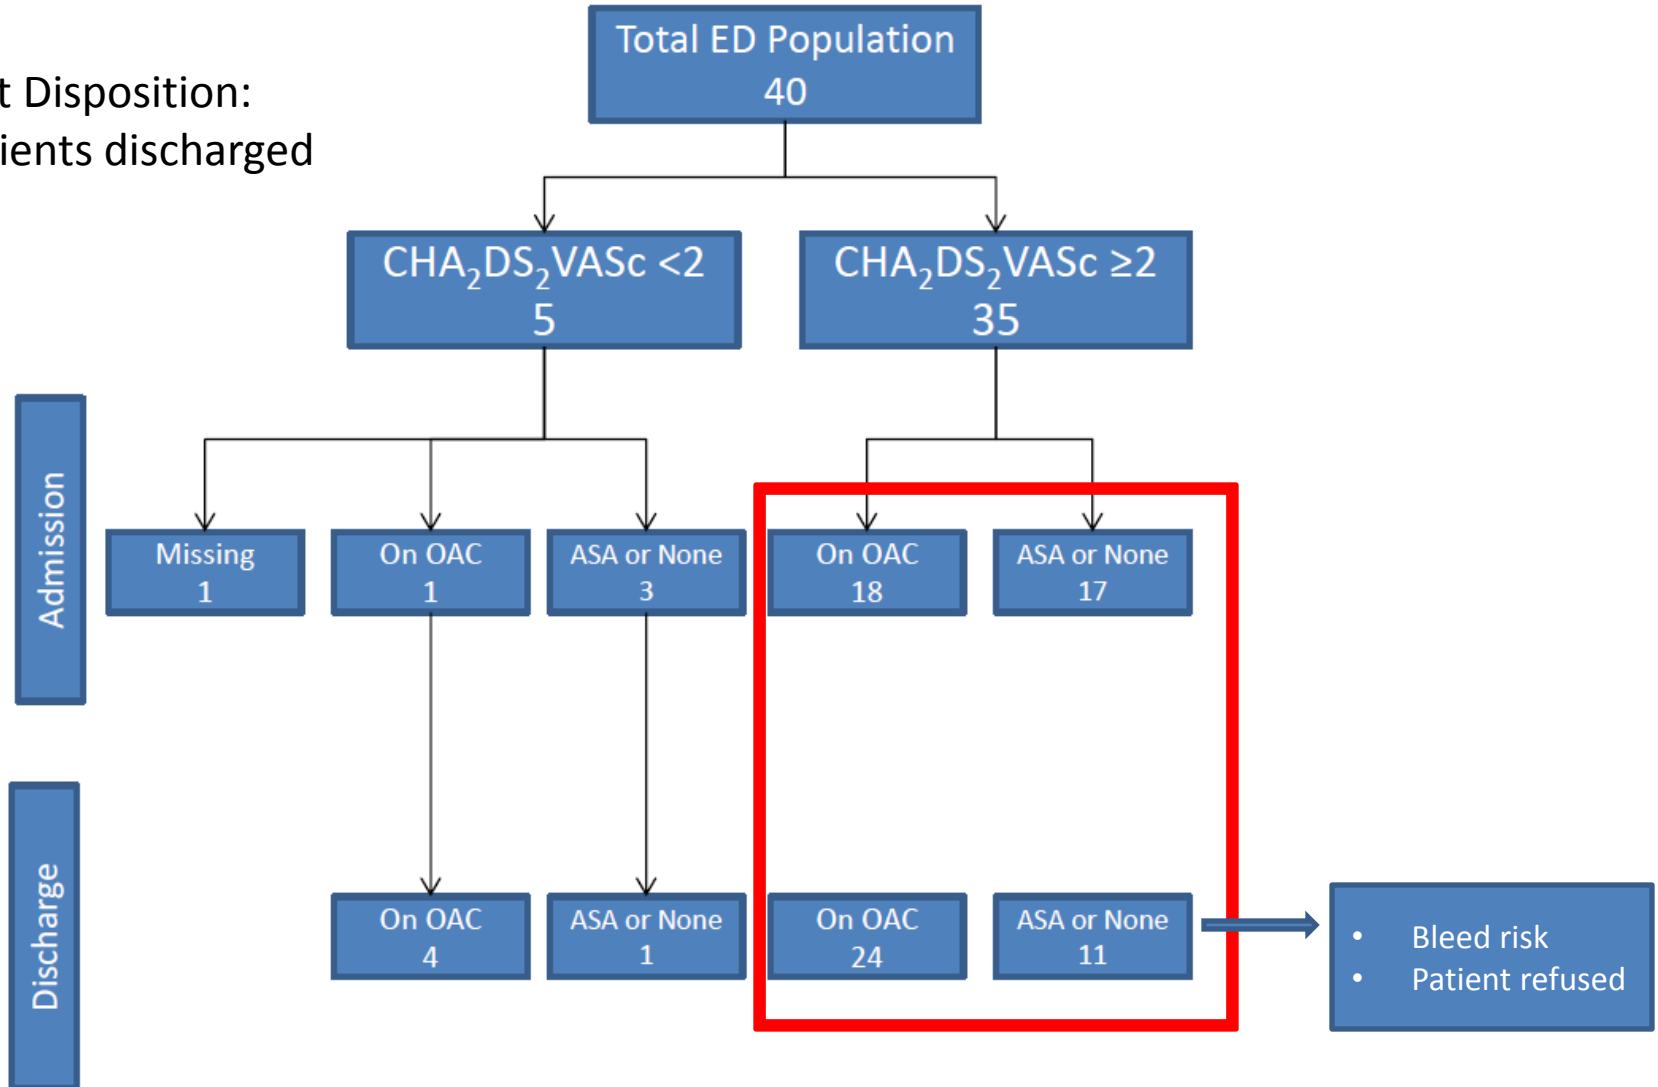 Total ED Population
40
t Disposition:
ients discharged
CHA₂DS₂VASc <2
5
CHA₂DS₂VASc ≥2
35
Admission
Missing
1
On OAC
1
ASA or None
3
On OAC
18
ASA or None
17
Discharge
On OAC
4
ASA or None
1
On OAC
24
ASA or None
11
• Bleed risk
• Patient refused